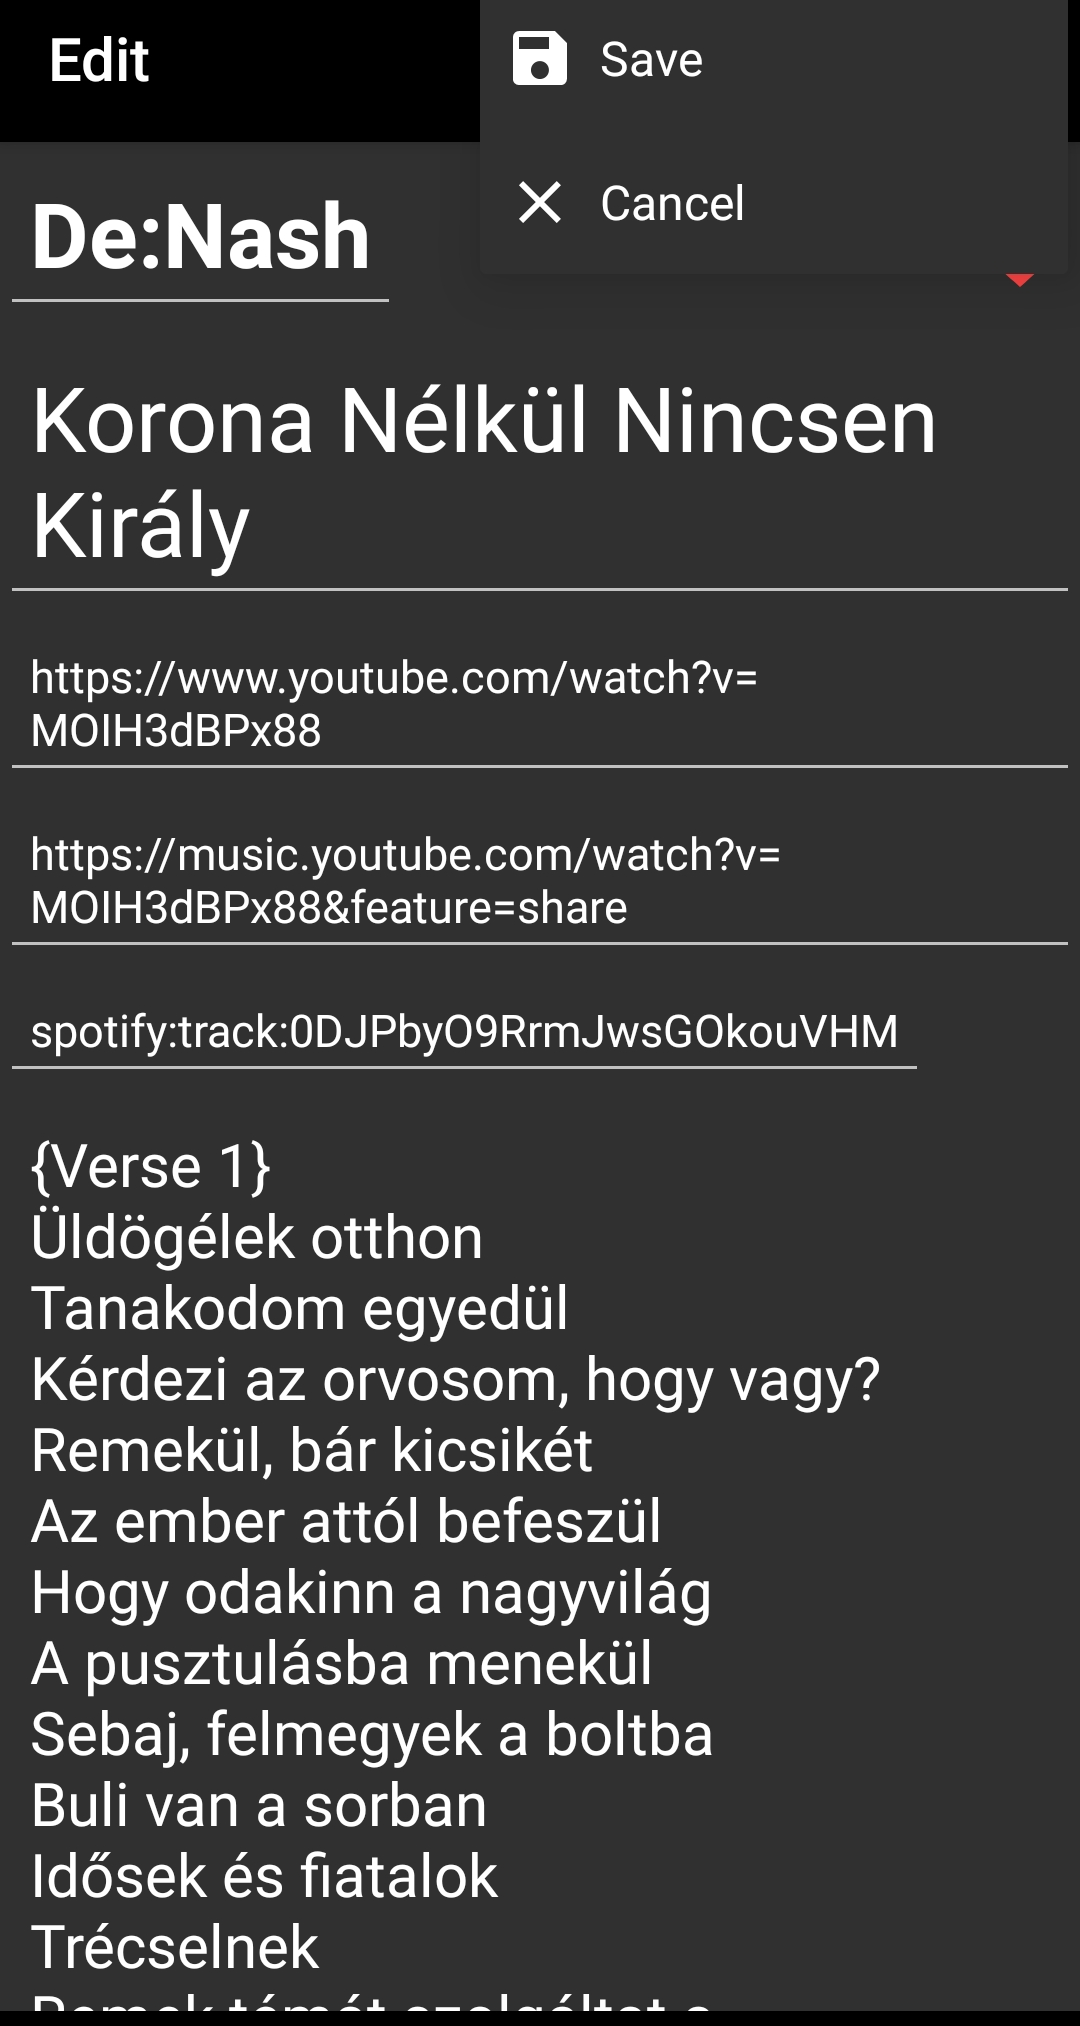 Edit
Save
Cancel
De:Nash
Korona Nélkül Nincsen
Király
https://www.youtube.com/watch?v=
MOIH3dBPx88
https://music.youtube.com/watch?v=
MOIH3dBPx88&feature=share
spotify:track:0DJPbyO9RrmJwsGOkouVHM
{Verse 1}
Üldögélek otthon
Tanakodom egyedül
Kérdezi az orvosom, hogy vagy?
Remekül, bár kicsikét
Az ember attól befeszül
Hogy odakinn a nagyvilág
A pusztulásba menekül
Sebaj, felmegyek a boltba
Buli van a sorban
Idősek és fiatalok
Trécselnek
Remek témát szolgáltat a